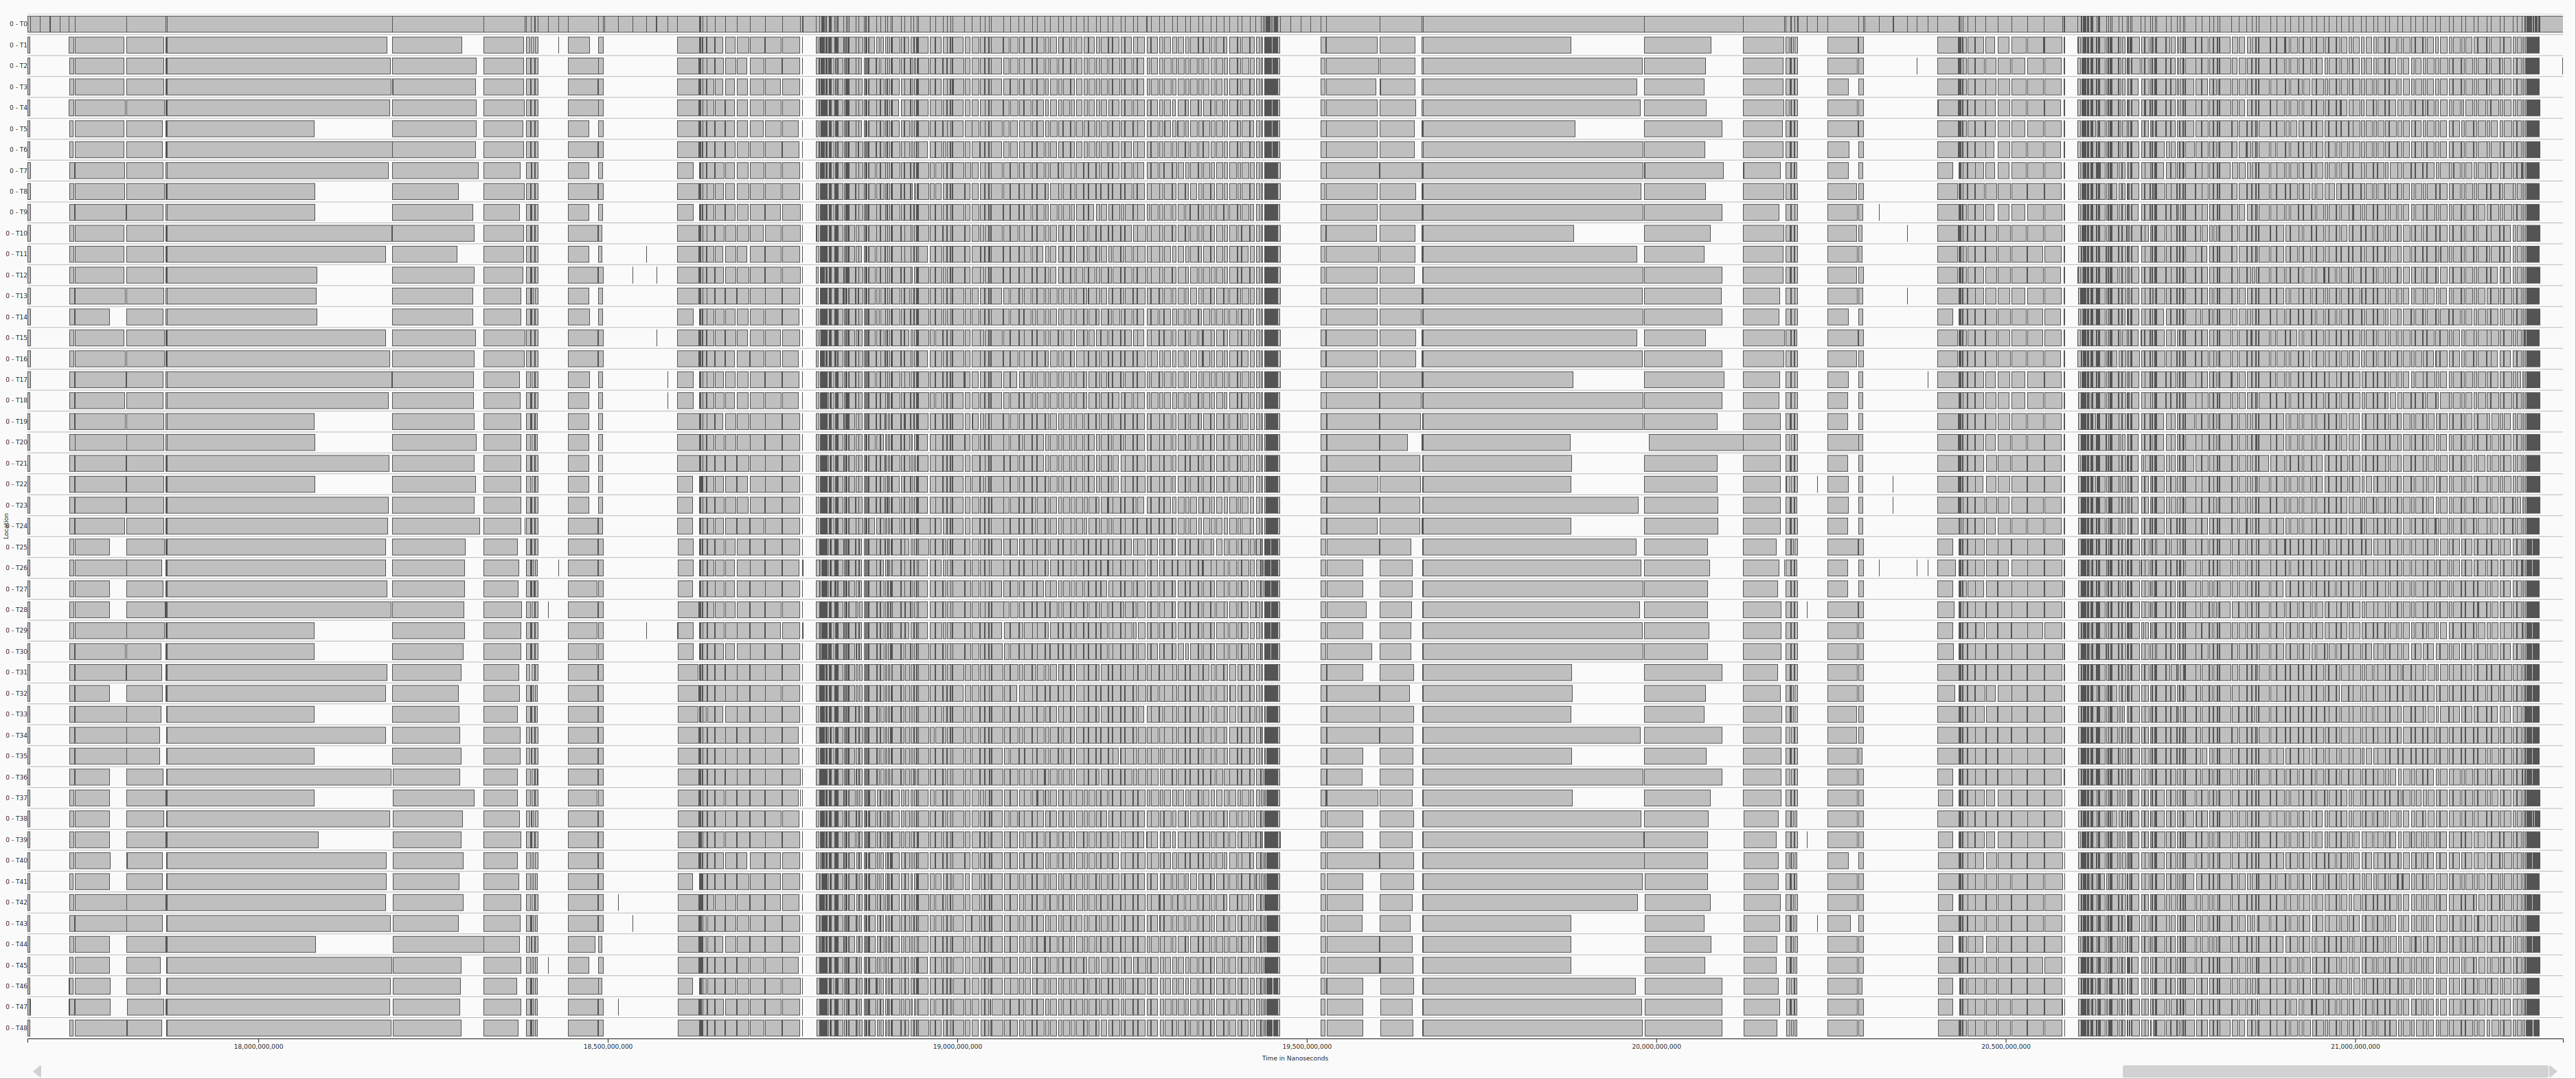 0 - T0
0 - T1
0 - T2
0 - T3
0 - T4
0 - T5
0 - T6
0 - T7
0 - T8
0 - T9
0 - T10
0 - T11
0 - T12
0 - T13
0 - T14
0 - T15
0 - T16
0 - T17
0 - T18
0 - T19
0 - T20
0 - T21
0 - T22
0 - T23
0 - T24
0 - T25
0 - T26
0 - T27
0 - T28
0 - T29
0 - T30
0 - T31
0 - T32
0 - T33
0 - T34
0 - T35
0 - T36
0 - T37
0 - T38
0 - T39
0 - T40
0 - T41
0 - T42
0 - T43
0 - T44
0 - T45
0 - T46
0 - T47
0 - T48
Location
18,000,000,000 18,500,000,000 19,000,000,000 19,500,000,000 20,000,000,000 20,500,000,000 21,000,000,000
Time in Nanoseconds